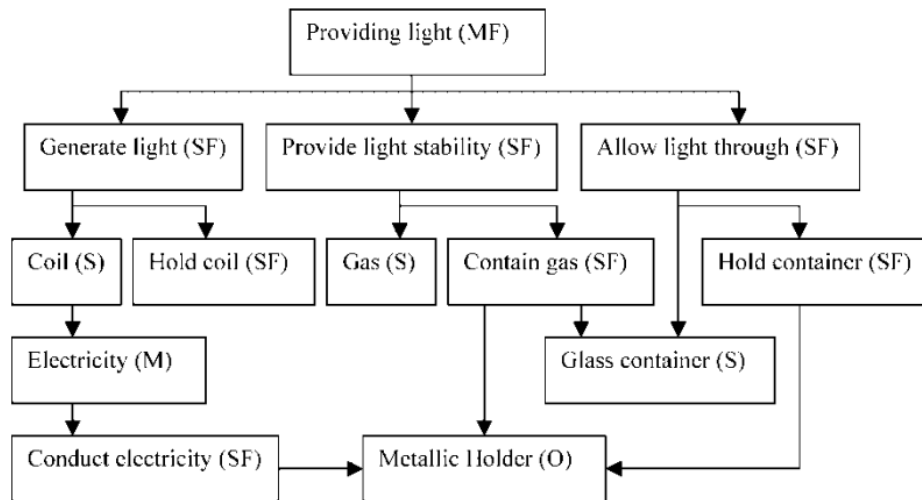 Providing light (MF)
Generate light (SF)
Provide light stability (SF)
Allow light through (SF)
Coil (S)
Hold coil (SF)
Gas (S)
Contain gas (SF)
Hold container (SF)
Electricity (M)
Glass container (S)
Conduct electricity (SF)
Metallic Holder (O)